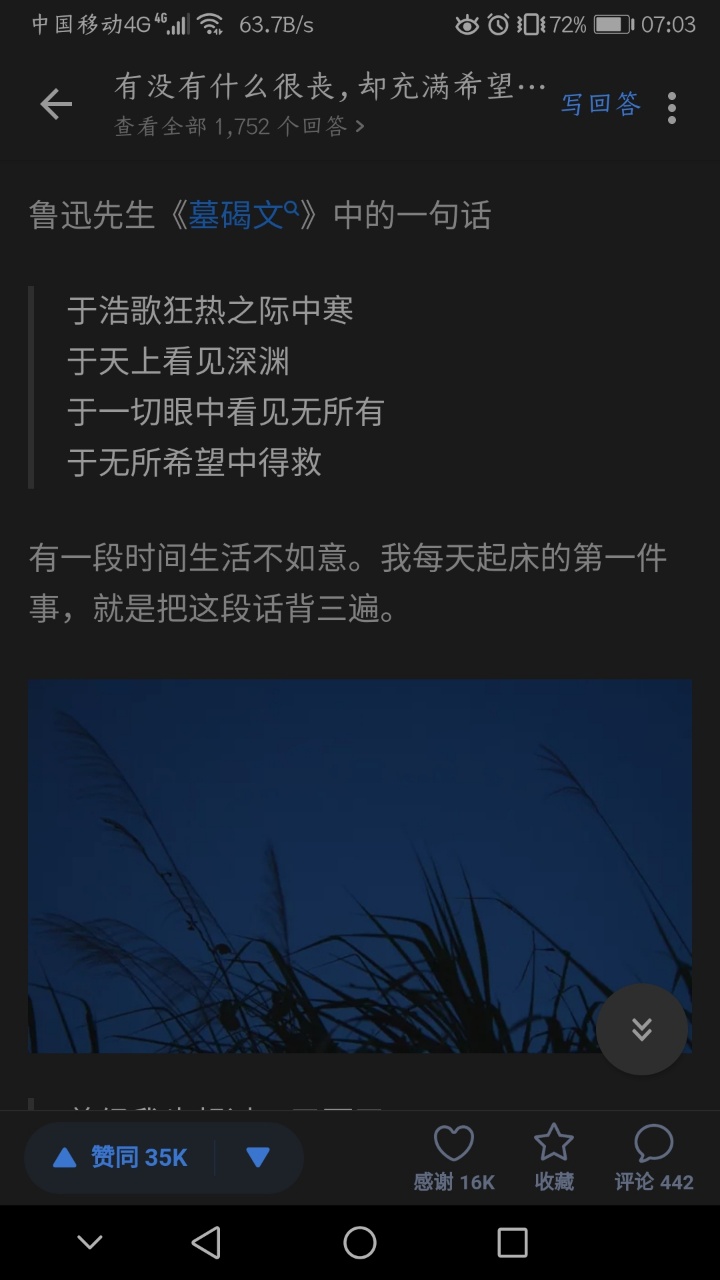 中国移动4G 4G 63.7B/s 72% 07:03
有没有什么很丧,却充满希望…
写回答
查看全部 1,752 个回答 >
鲁迅先生《墓碣文》中的一句话
于浩歌狂热之际中寒
于天上看见深渊
于一切眼中看见无所有
于无所希望中得救
有一段时间生活不如意。我每天起床的第一件
事，就是把这段话背三遍。
赞同 35K
感谢 16K
收藏
评论 442